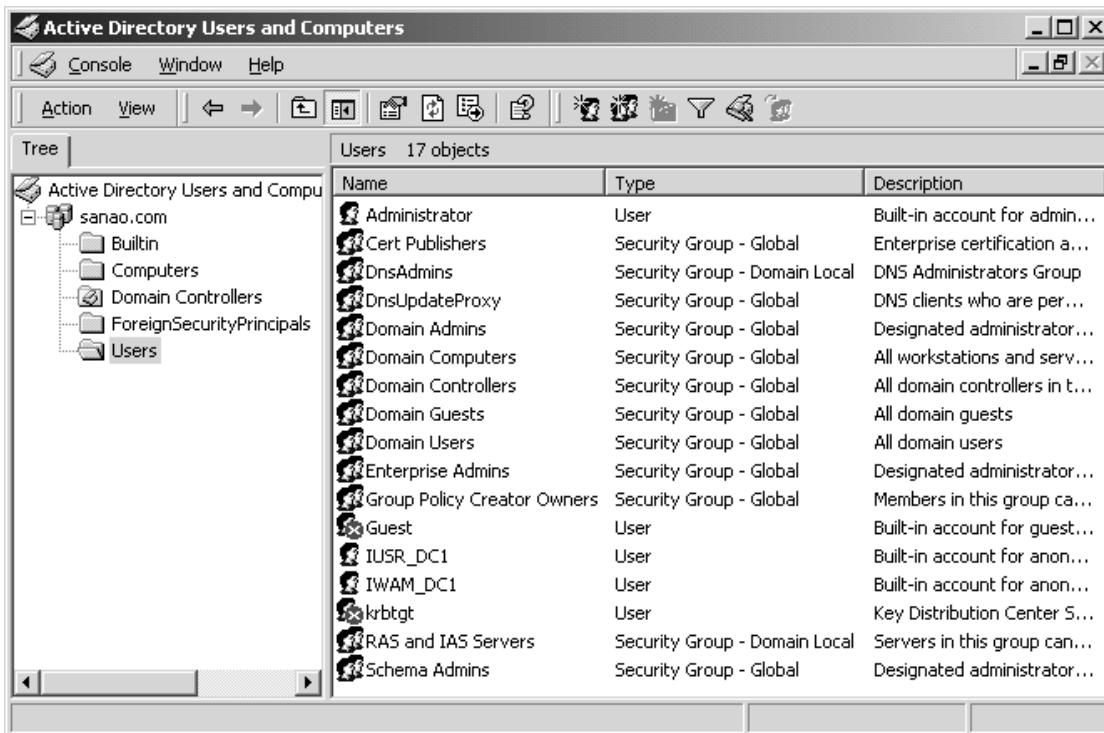 Active Directory Users and Computers
Console Window Help
Action View
Tree
Users 17 objects
Active Directory Users and Compu
sanao.com
Builtin
Computers
Domain Controllers
ForeignSecurityPrincipals
Users
Name Type Description
Administrator User Built-in account for admin...
Cert Publishers Security Group - Global Enterprise certification a...
DnsAdmins Security Group - Domain Local DNS Administrators Group
DnsUpdateProxy Security Group - Global DNS clients who are per...
Domain Admins Security Group - Global Designated administrator...
Domain Computers Security Group - Global All workstations and serv...
Domain Controllers Security Group - Global All domain controllers in t...
Domain Guests Security Group - Global All domain guests
Domain Users Security Group - Global All domain users
Enterprise Admins Security Group - Global Designated administrator...
Group Policy Creator Owners Security Group - Global Members in this group ca...
Guest User Built-in account for guest...
IUSR_DC1 User Built-in account for anon...
IWAM_DC1 User Built-in account for anon...
krbtgt User Key Distribution Center S...
RAS and IAS Servers Security Group - Domain Local Servers in this group can...
Schema Admins Security Group - Global Designated administrator...